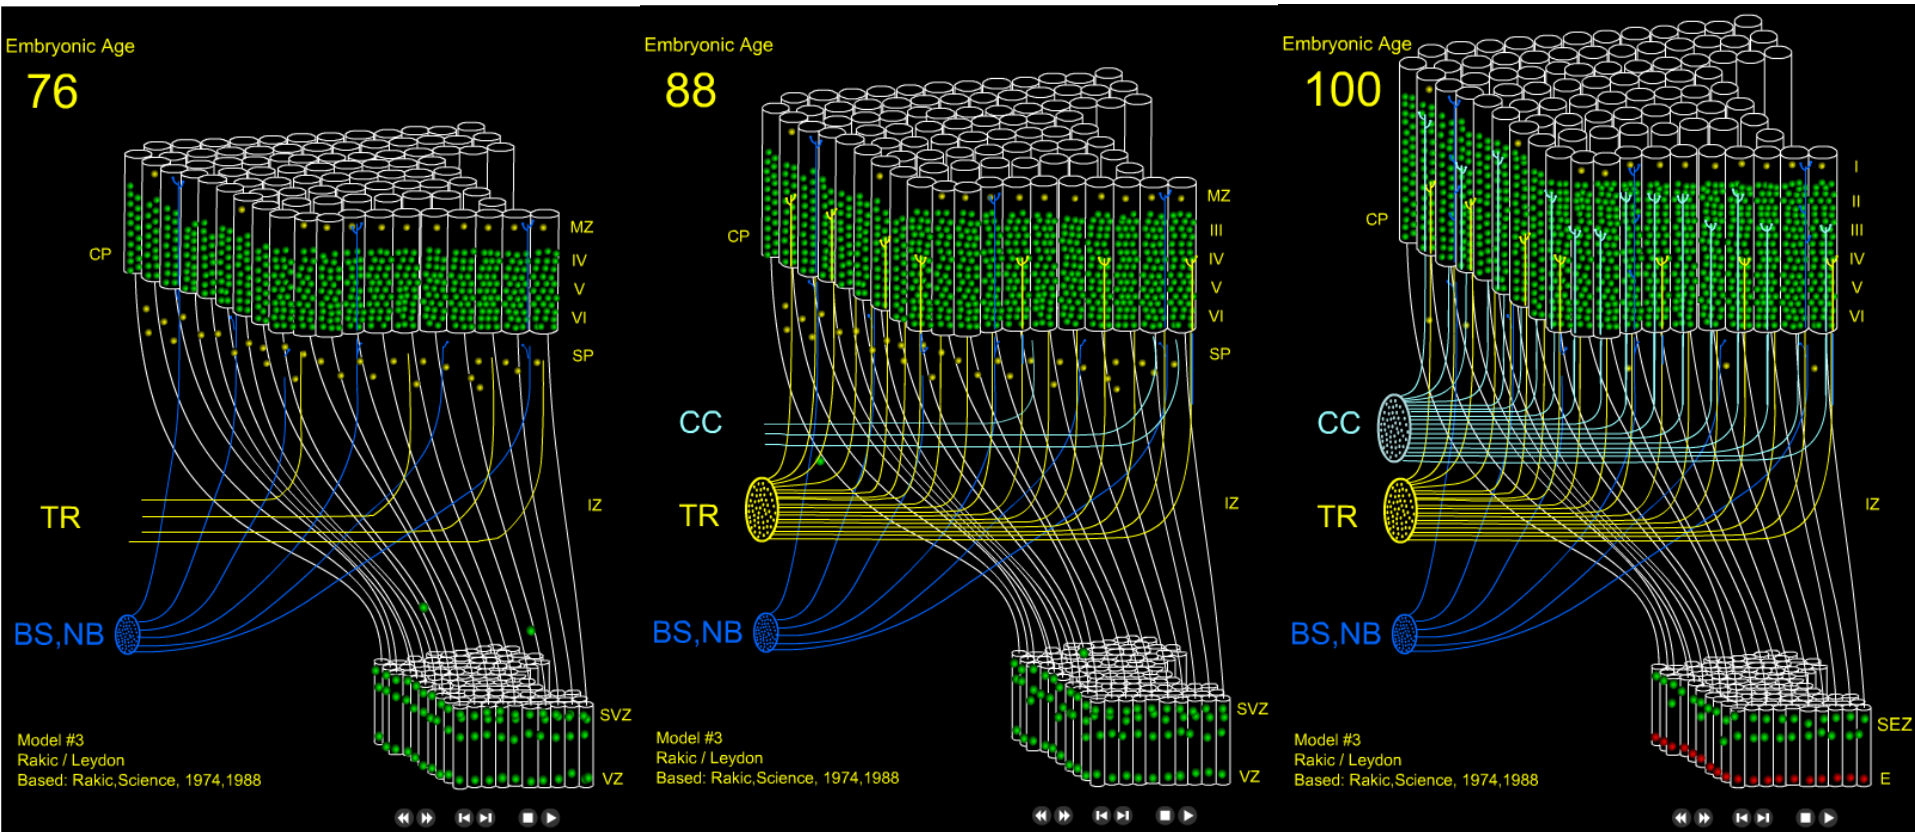 Embryonic Age
76
CP
MZ
IV
V
VI
SP
TR
IZ
BS,NB
SVZ
VZ
Model #3
Rakic / Leydon
Based: Rakic,Science, 1974,1988
Embryonic Age
88
CP
MZ
III
IV
V
VI
SP
CC
TR
IZ
BS,NB
SVZ
VZ
Model #3
Rakic / Leydon
Based: Rakic,Science, 1974,1988
Embryonic Age
100
CP
I
II
III
IV
V
VI
CC
TR
IZ
BS,NB
SEZ
E
Model #3
Rakic / Leydon
Based: Rakic,Science, 1974,1988